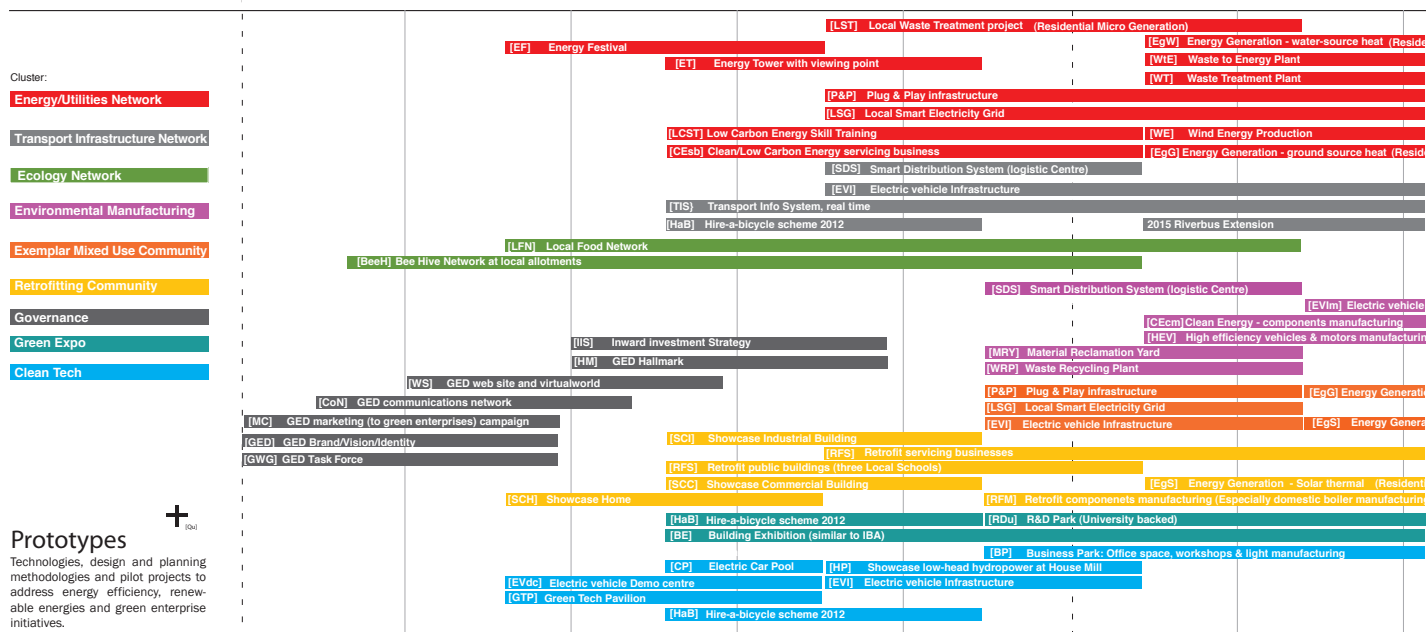 [LST] Local Waste Treatment project (Residential Micro Generation)
[EF] Energy Festival
[EgW] Energy Generation - water-source heat (Reside
[ET] Energy Tower with viewing point
[WtE] Waste to Energy Plant
[WT] Waste Treatment Plant
Cluster:
Energy/Utilities Network
[P&P] Plug & Play infrastructure
[LSG] Local Smart Electricity Grid
Transport Infrastructure Network
[LCST] Low Carbon Energy Skill Training
[WE] Wind Energy Production
[CEsb] Clean/Low Carbon Energy servicing business
[EgG] Energy Generation - ground source heat (Reside
Ecology Network
[SDS] Smart Distribution System (logistic Centre)
[EVI] Electric vehicle Infrastructure
Environmental Manufacturing
[TIS} Transport Info System, real time
[HaB] Hire-a-bicycle scheme 2012
2015 Riverbus Extension
Exemplar Mixed Use Community
[LFN] Local Food Network
[BeeH] Bee Hive Network at local allotments
Retrofitting Community
[SDS] Smart Distribution System (logistic Centre)
[EVIm] Electric vehicle
Governance
[CEcm]Clean Energy - components manufacturing
[HEV] High efficiency vehicles & motors manufacturin
Green Expo
[IIS] Inward investment Strategy
[MRY] Material Reclamation Yard
[HM] GED Hallmark
[WRP] Waste Recycling Plant
Clean Tech
[WS] GED web site and virtualworld
[P&P] Plug & Play infrastructure
[EgG] Energy Generatio
[CoN] GED communications network
[LSG] Local Smart Electricity Grid
[MC] GED marketing (to green enterprises) campaign
[EVI] Electric vehicle Infrastructure
[EgS] Energy Genera
[GED] GED Brand/Vision/Identity
[SCI] Showcase Industrial Building
[RFS] Retrofit servicing businesses
[GWG] GED Task Force
[RFS] Retrofit public buildings (three Local Schools)
[SCC] Showcase Commercial Building
[EgS] Energy Generation - Solar thermal (Residenti
[SCH] Showcase Home
[RFM] Retrofit componenets manufacturing (Especially domestic boiler manufacturing
[HaB] Hire-a-bicycle scheme 2012
[RDu] R&D Park (University backed)
[Qu]
[BE] Building Exhibition (similar to IBA)
[BP] Business Park: Office space, workshops & light manufacturing
[CP] Electric Car Pool
[HP] Showcase low-head hydropower at House Mill
[EVdc] Electric vehicle Demo centre
[EVI] Electric vehicle Infrastructure
[GTP] Green Tech Pavilion
[HaB] Hire-a-bicycle scheme 2012
Prototypes
Technologies, design and planning
methodologies and pilot projects to
address energy efficiency, renew-
able energies and green enterprise
initiatives.